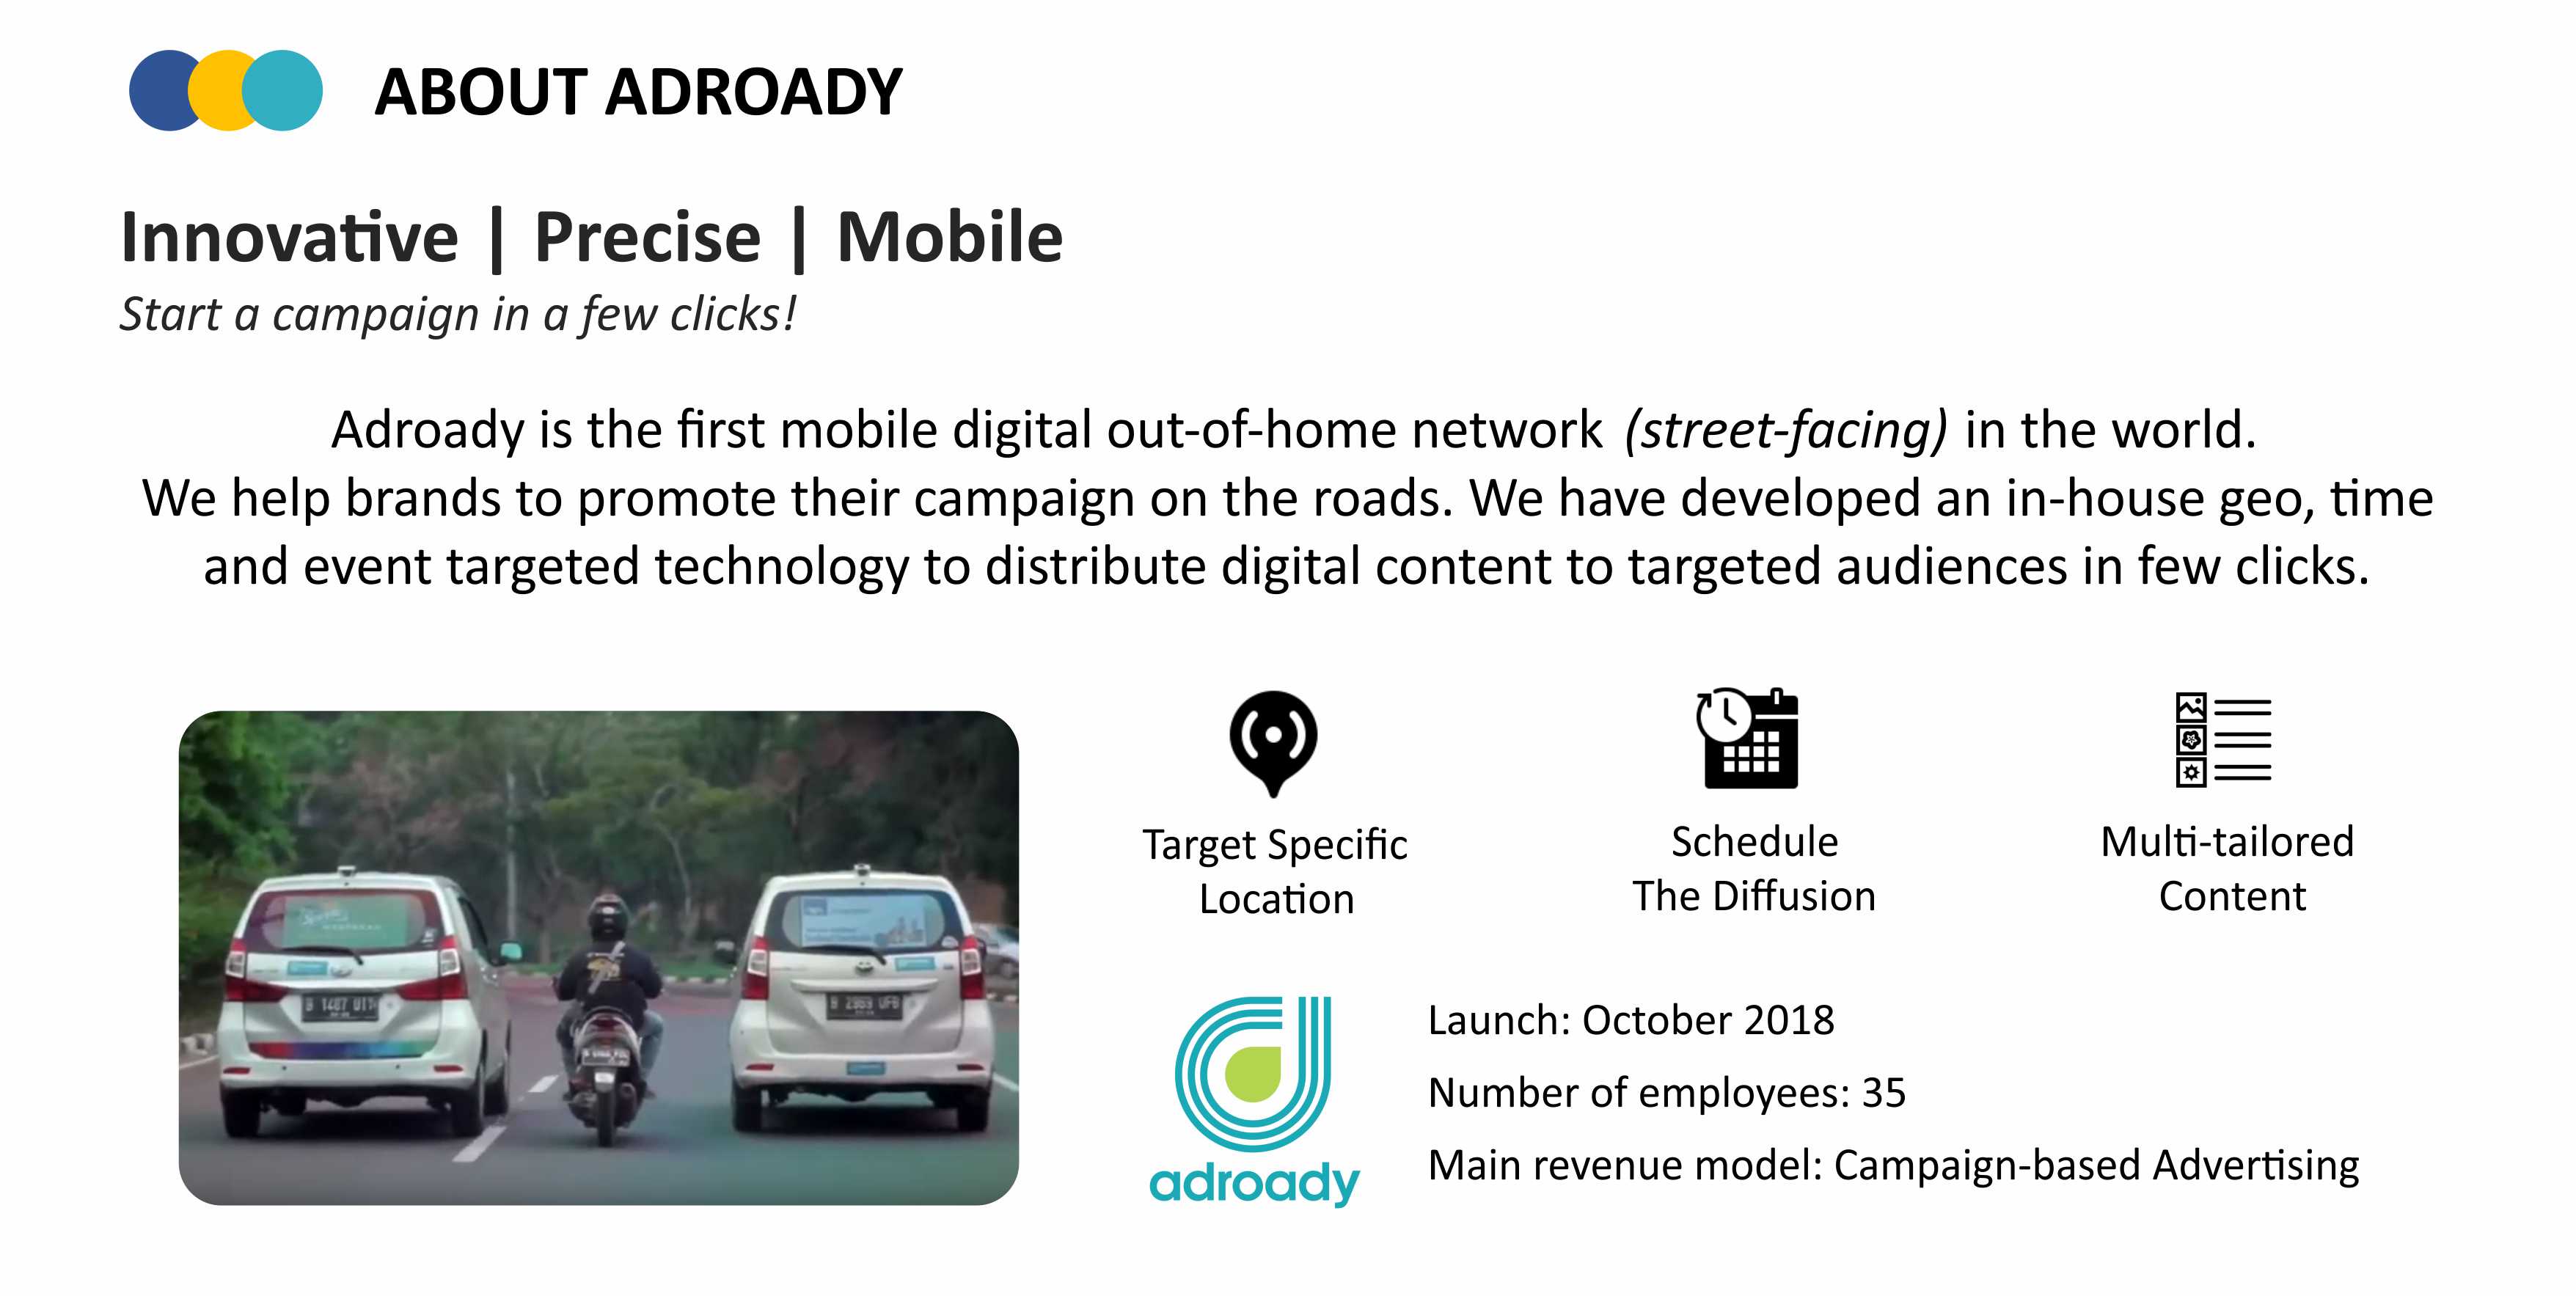 ABOUT ADROADY
Innovative | Precise | Mobile
Start a campaign in a few clicks!
Adroady is the first mobile digital out-of-home network (street-facing) in the world.
We help brands to promote their campaign on the roads. We have developed an in-house geo, time
and event targeted technology to distribute digital content to targeted audiences in few clicks.
Target Specific
Location
Schedule
The Diffusion
Multi-tailored
Content
adroady
Launch: October 2018
Number of employees: 35
Main revenue model: Campaign-based Advertising